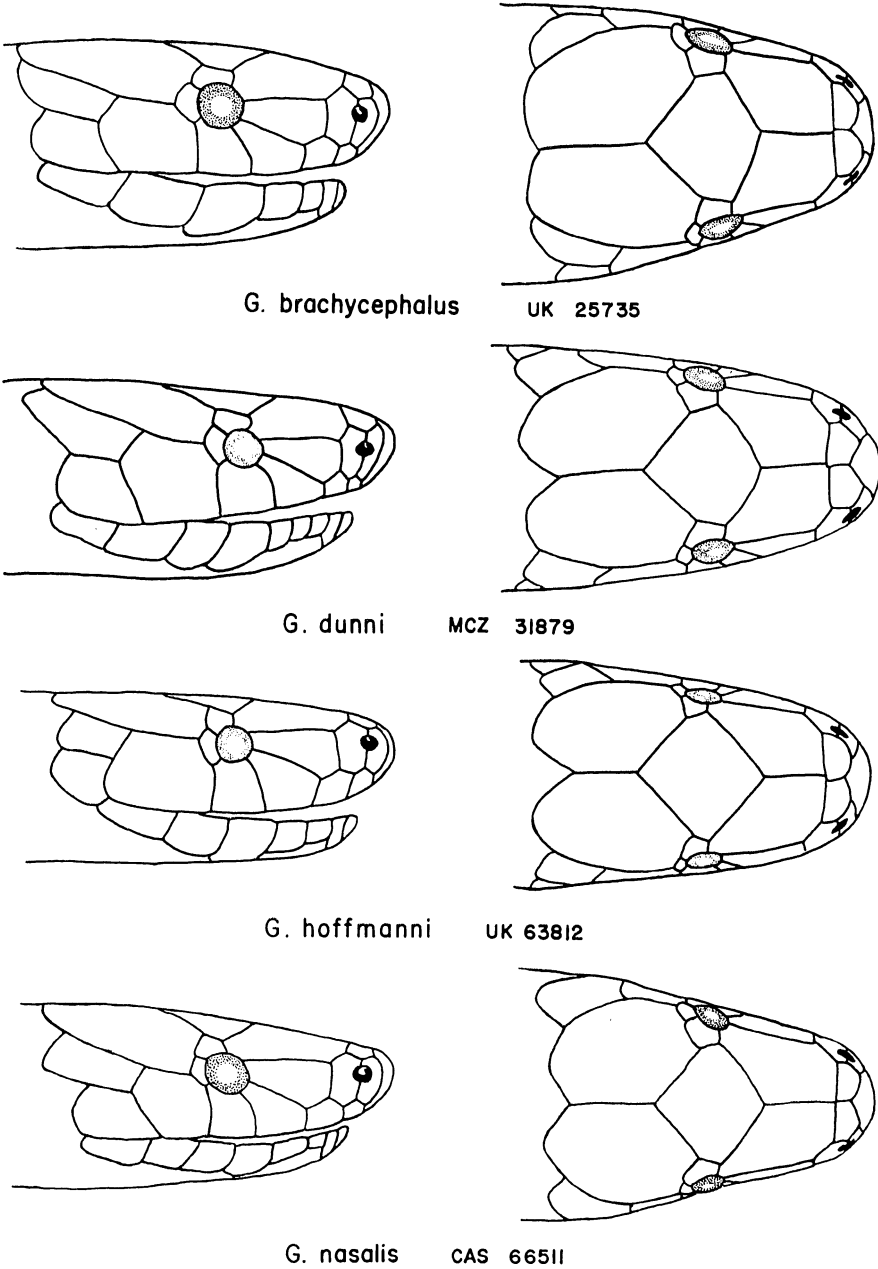 G. brachycephalus UK 25735
G. dunni MCZ 31879
G. hoffmanni UK 63812
G. nasalis CAS 66511